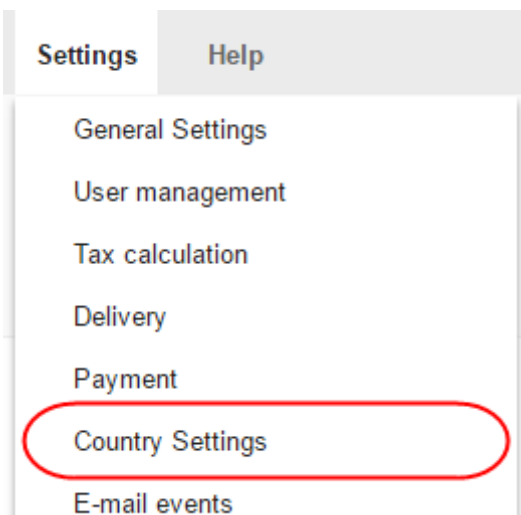 Settings Help
General Settings
User management
Tax calculation
Delivery
Payment
Country Settings
E-mail events